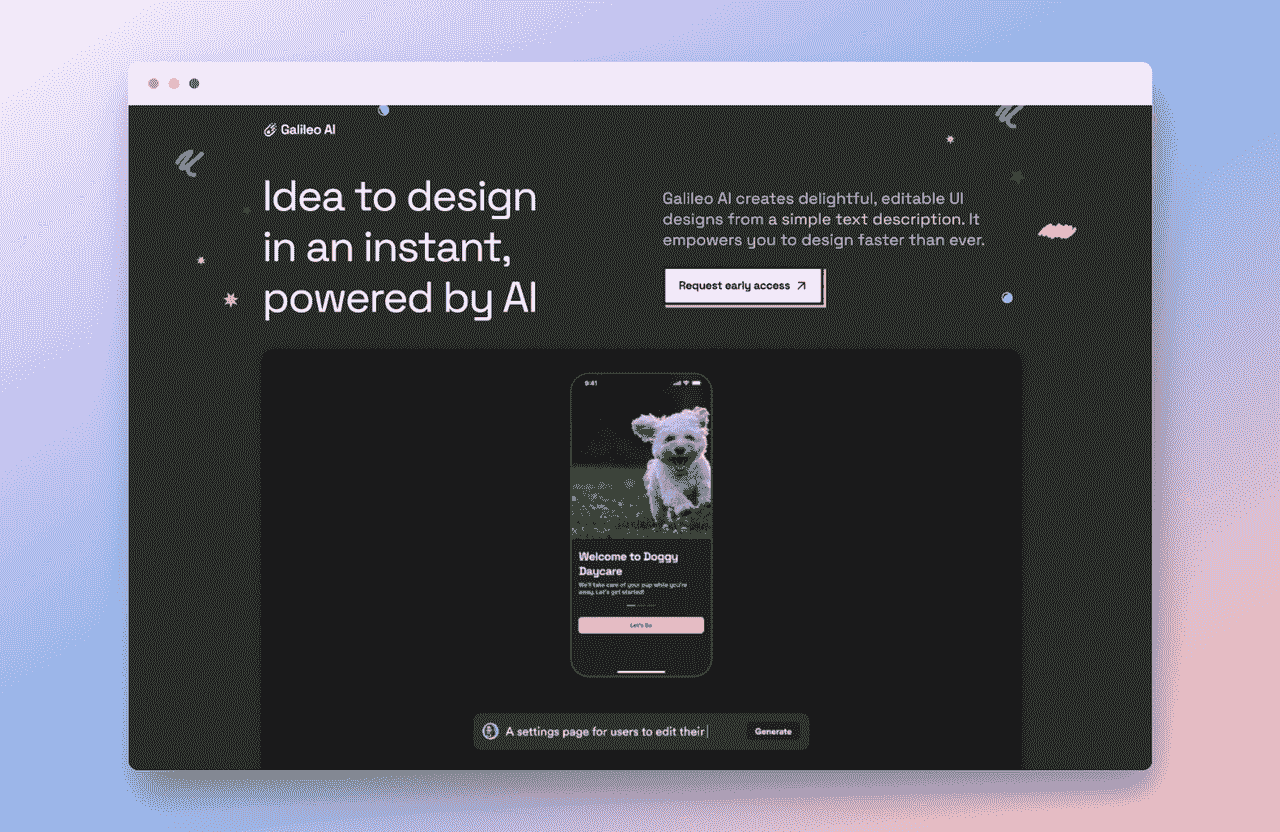 Galileo AI
Idea to design
in an instant,
powered by AI
Galileo AI creates delightful, editable UI
designs from a simple text description. It
empowers you to design faster than ever.
Request early access
9:41
Welcome to Doggy
Daycare
We'll take care of your pup while you're
away. Let's get started!
Let's Go
A settings page for users to edit their
Generate